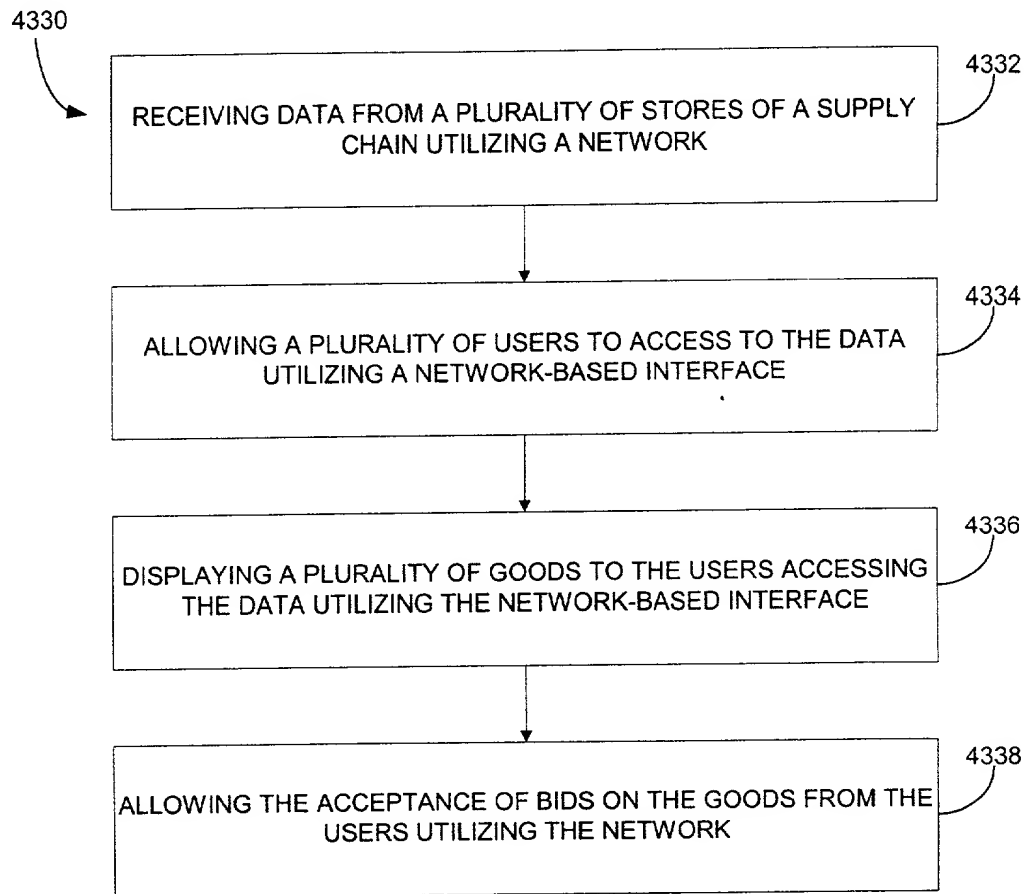 4330
4332
RECEIVING DATA FROM A PLURALITY OF STORES OF A SUPPLY
CHAIN UTILIZING A NETWORK
4334
ALLOWING A PLURALITY OF USERS TO ACCESS TO THE DATA
UTILIZING A NETWORK-BASED INTERFACE
4336
DISPLAYING A PLURALITY OF GOODS TO THE USERS ACCESSING
THE DATA UTILIZING THE NETWORK-BASED INTERFACE
4338
ALLOWING THE ACCEPTANCE OF BIDS ON THE GOODS FROM THE
USERS UTILIZING THE NETWORK